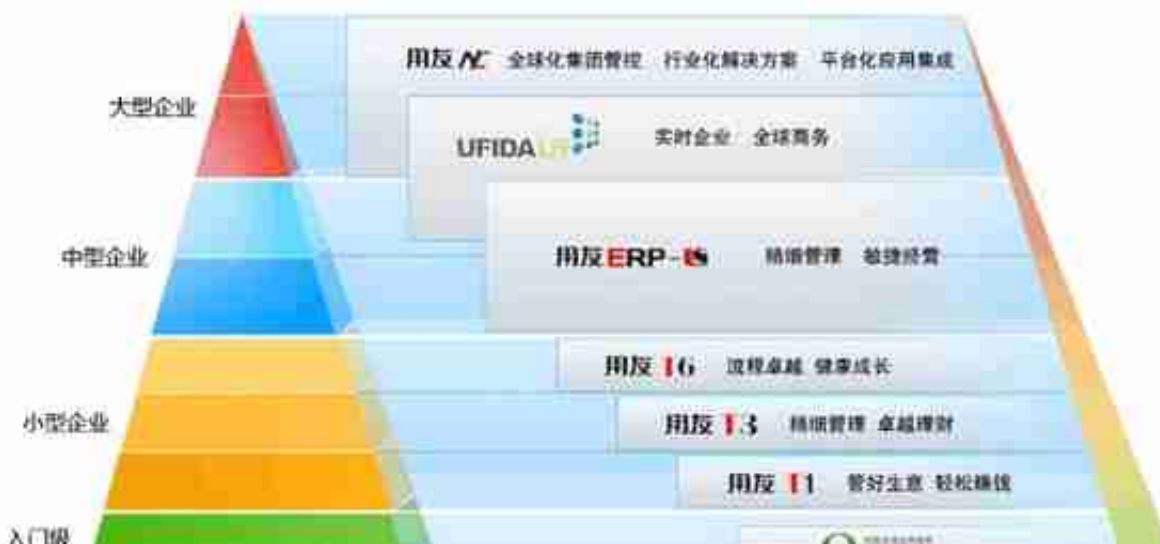 用友 NC 全球化集团管控 行业化解决方案 平台化应用集成
大型企业
UFIDA U9 实时企业 全球商务
中型企业
用友 ERP-U8 精细管理 敏捷经营
用友 T6 流程卓越 健康成长
小型企业
用友 T3 精细管理 卓越理财
用友 T1 管好生意 轻松赚钱
入门级